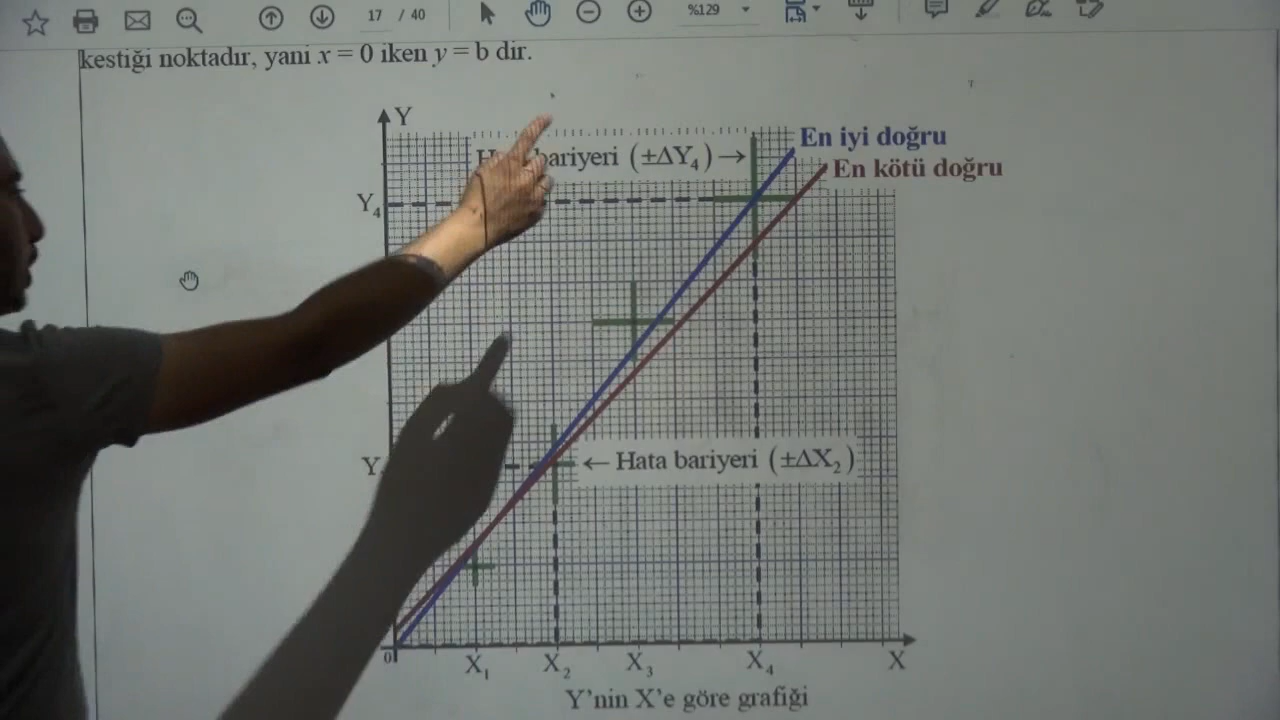 17 / 40
%129
kestiği noktadır, yani x = 0 iken y = b dir.
Y
En iyi doğru
bariyeri (±ΔY₄) →
En kötü doğru
Y₄
Y
← Hata bariyeri (±ΔX₂)
0
X₁ X₂ X₃ X₄ X
Y'nin X'e göre grafiği